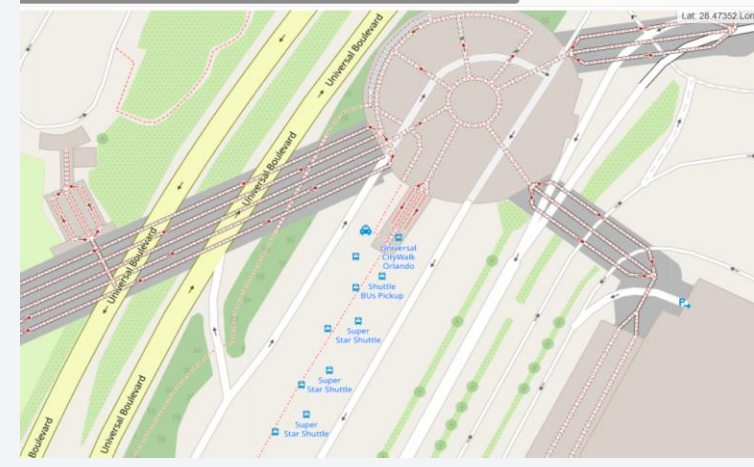 Lat: 28.47352 Lon
Universal Boulevard
Universal Boulevard
Universal Boulevard
Universal Boulevard
Universal Boulevard
Universal
CityWalk
Orlando
Shuttle
BUs Pickup
Super
Star Shuttle
Super
Star Shuttle
Super
Star Shuttle
Universal Boulevard
Boulevard
P